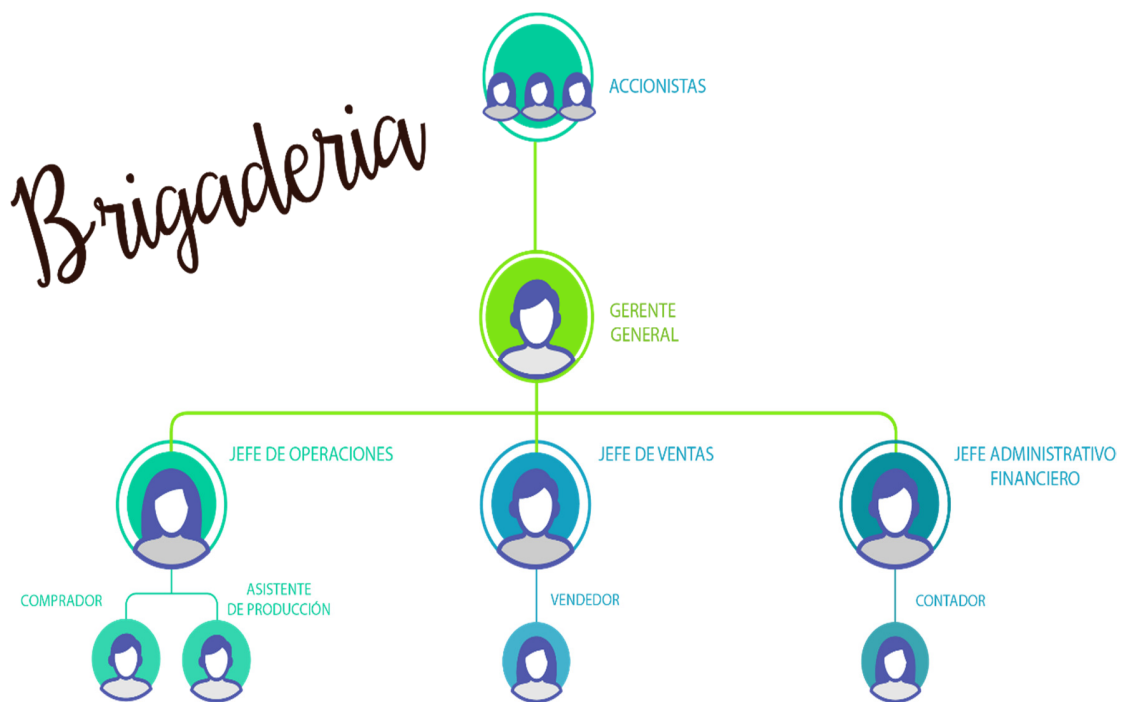 Brigaderia
ACCIONISTAS
GERENTE
GENERAL
JEFE DE OPERACIONES
JEFE DE VENTAS
JEFE ADMINISTRATIVO
FINANCIERO
COMPRADOR
ASISTENTE
DE PRODUCCIÓN
VENDEDOR
CONTADOR